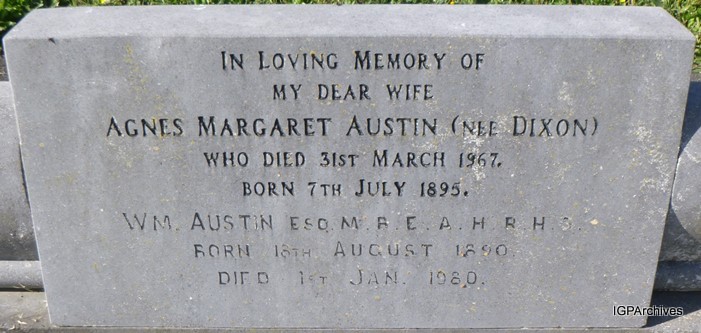 In Loving Memory of
my dear wife
Agnes Margaret Austin (nee Dixon)
who died 31st March 1967.
born 7th July 1895.
Wm. Austin Esq. M. B. E. A. H. R. H. S.
born 18th August 1890.
died 1st Jan. 1980.
IGPArchives